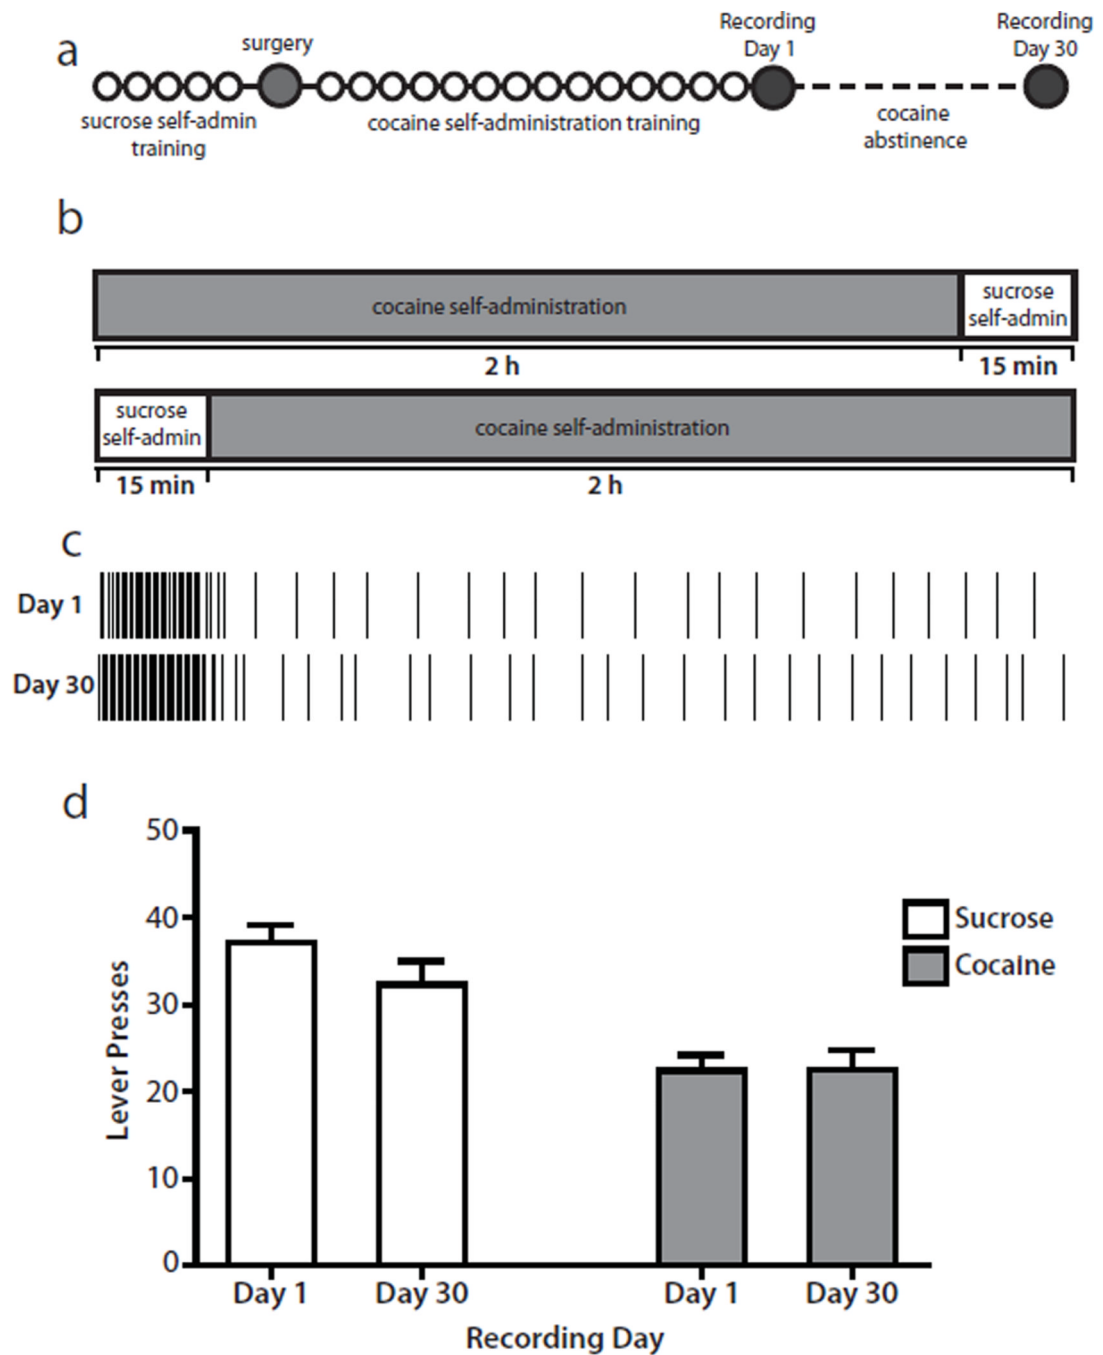 a
surgery
Recording
Day 1
Recording
Day 30
sucrose self-admin
training
cocaine self-administration training
cocaine
abstinence
b
cocaine self-administration
sucrose
self-admin
2 h
15 min
sucrose
self-admin
cocaine self-administration
15 min
2 h
c
Day 1
Day 30
d
50
40
30
20
10
0
Lever Presses
Sucrose
Cocaine
Day 1
Day 30
Day 1
Day 30
Recording Day